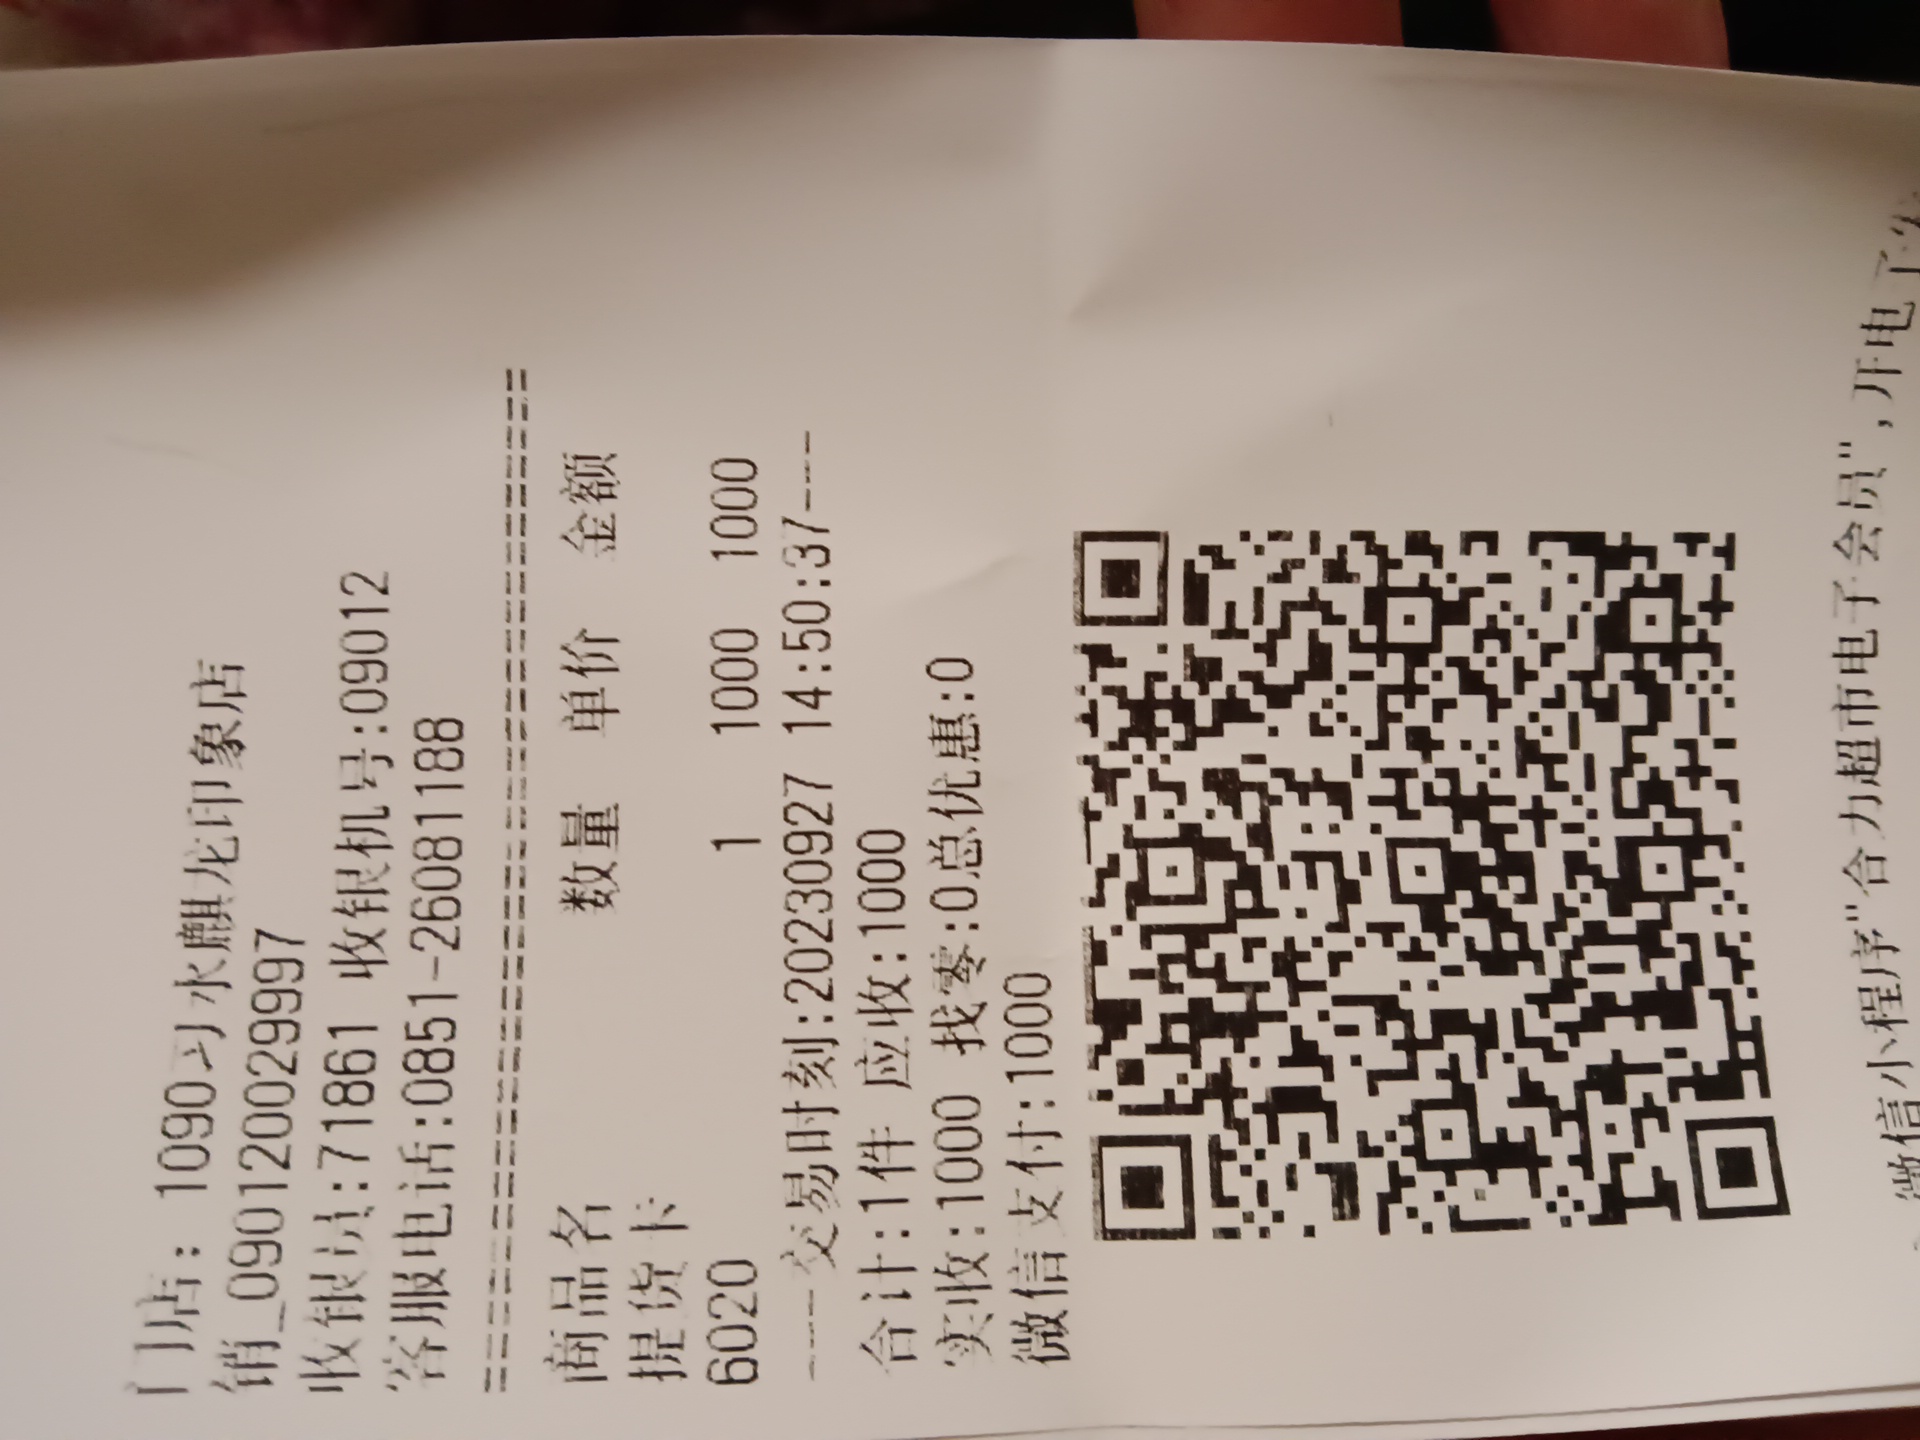 门店: 1090习水麒龙印象店
销_090120029997
收银员:71861 收银机号:09012
客服电话:0851-26081188
商品名 数量 单价 金额
提货卡
6020 1 1000 1000
----交易时刻:20230927 14:50:37----
合计:1件 应收:1000
实收:1000 找零:0总优惠:0
微信支付:1000
微信小程序"合力超市电子会员",开电子